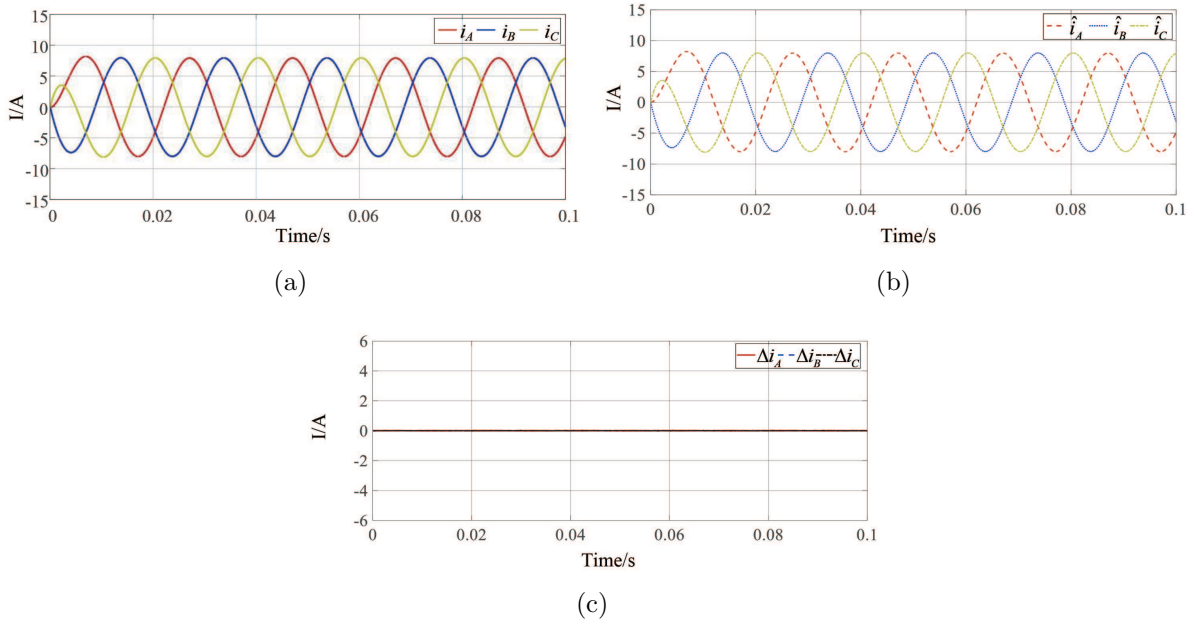 15
10
5
0
-5
-10
-15
I/A
i_A i_B i_C
0 0.02 0.04 0.06 0.08 0.1
Time/s
(a)
15
10
5
0
-5
-10
-15
I/A
î_A î_B î_C
0 0.02 0.04 0.06 0.08 0.1
Time/s
(b)
6
4
2
0
-2
-4
-6
I/A
Δi_A Δi_B Δi_C
0 0.02 0.04 0.06 0.08 0.1
Time/s
(c)